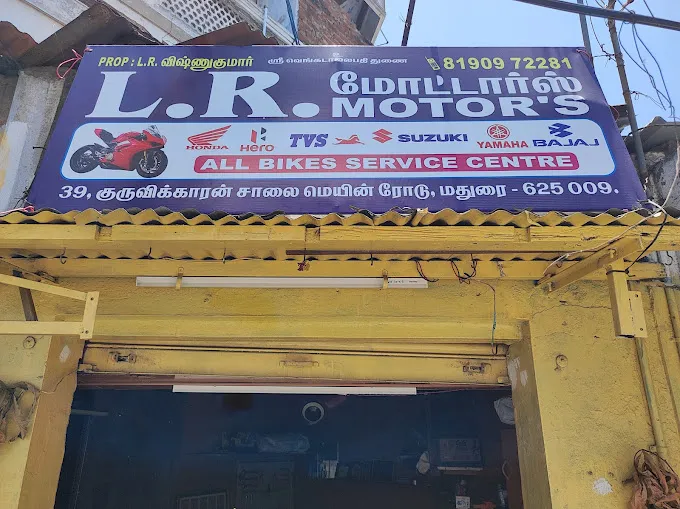 PROP : L.R. விஷ்ணுகுமார்
ஸ்ரீ வெங்கடாஜலபதி துணை
81909 72281
L.R. மோட்டார்ஸ்
MOTOR'S
HONDA Hero TVS SUZUKI YAMAHA BAJAJ
ALL BIKES SERVICE CENTRE
39, குருவிக்காரன் சாலை மெயின் ரோடு, மதுரை - 625 009.